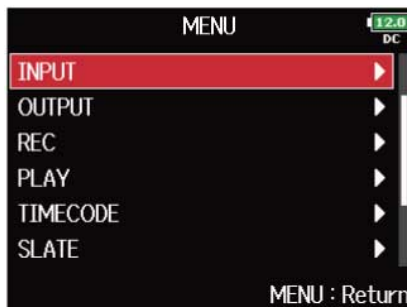 MENU
12.0
DC
INPUT
OUTPUT
REC
PLAY
TIMECODE
SLATE
MENU : Return